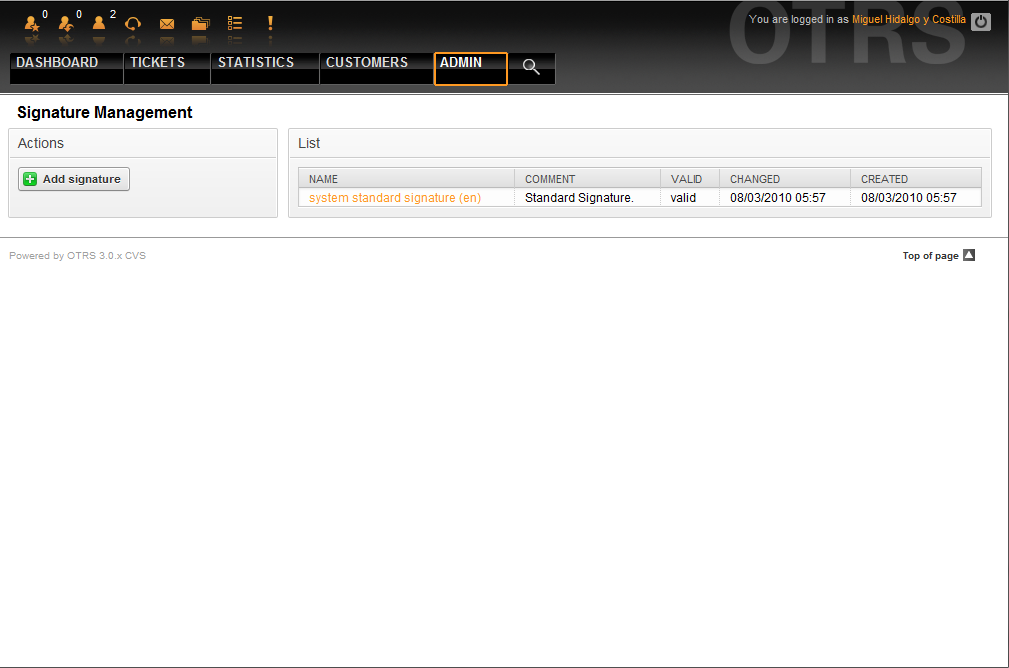 0 0 2
You are logged in as Miguel Hidalgo y Costilla
OTRS
DASHBOARD TICKETS STATISTICS CUSTOMERS ADMIN
Signature Management
Actions
Add signature
List
NAME COMMENT VALID CHANGED CREATED
system standard signature (en) Standard Signature. valid 08/03/2010 05:57 08/03/2010 05:57
Powered by OTRS 3.0.x CVS
Top of page